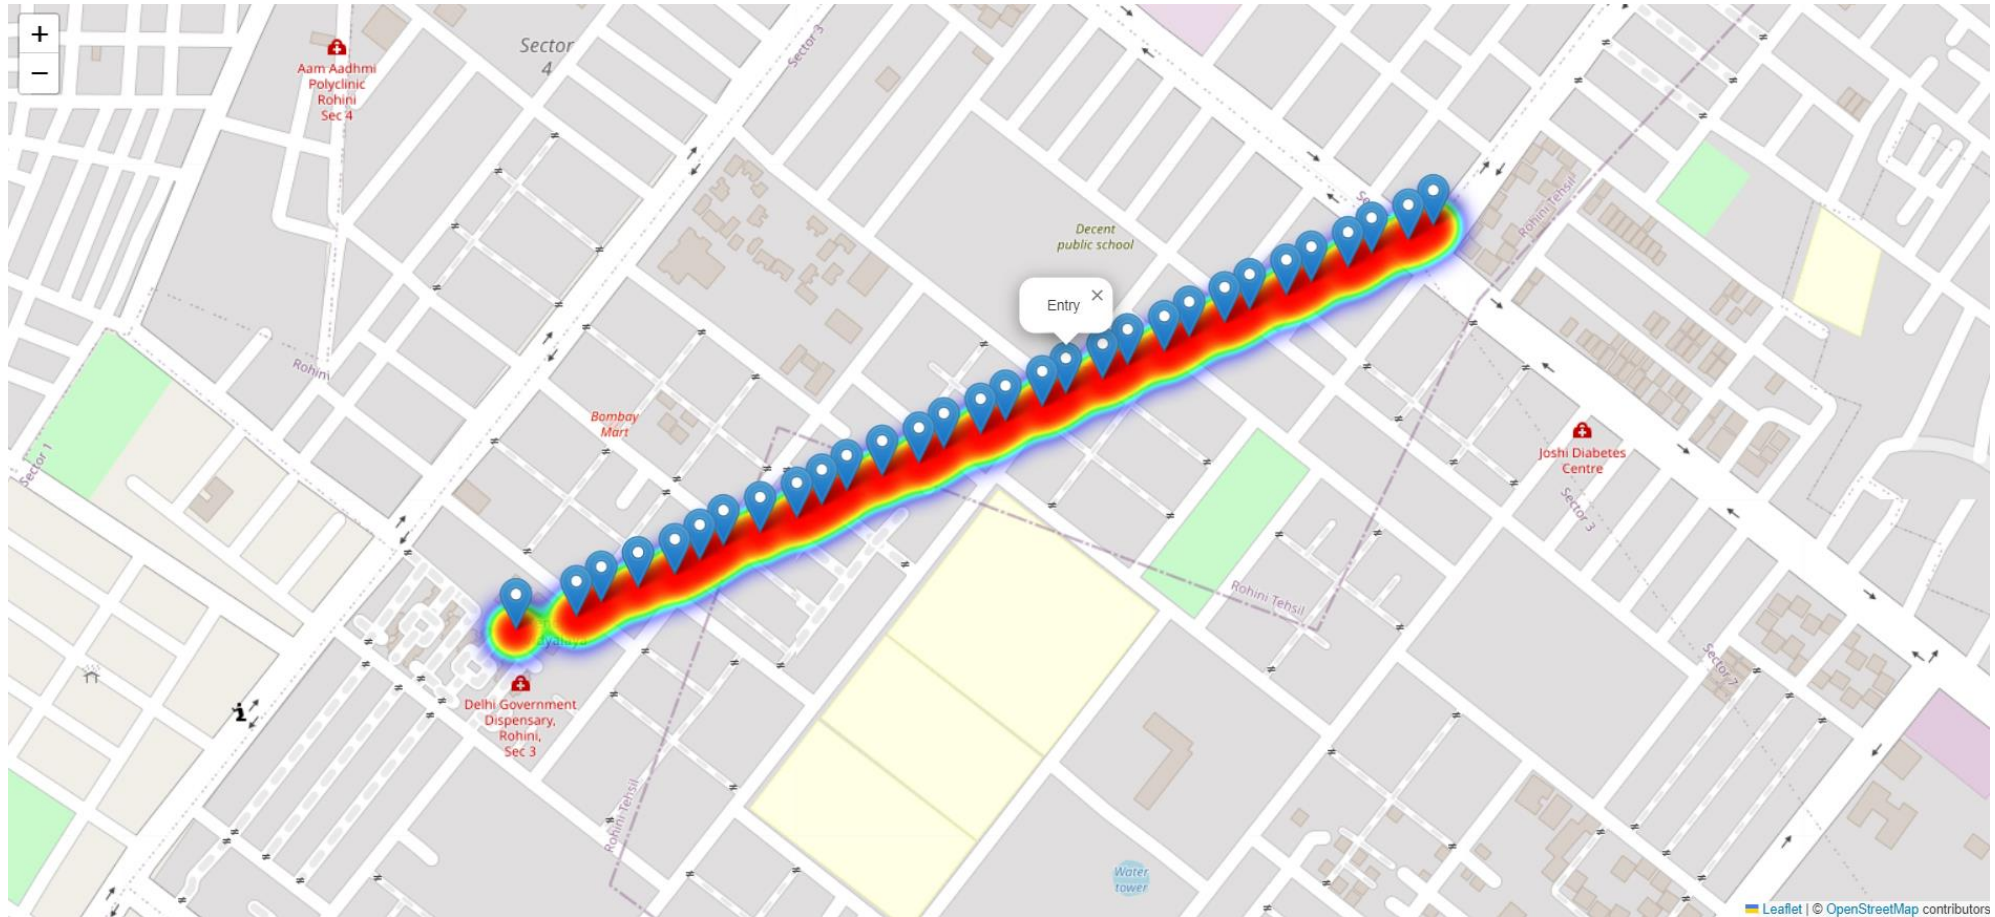 +
−
Sector
4
Sector 3
Aam Aadhmi
Polyclinic
Rohini
Sec 4
Decent
public school
Rohini Tehsil
Entry ×
Rohini
Bombay
Mart
Sector 1
Joshi Diabetes
Centre
Sector 3
Rohini Tehsil
Delhi Government
Dispensary,
Rohini,
Sec 3
Sector 7
Rohini Tehsil
Water
tower
Leaflet | © OpenStreetMap contributors